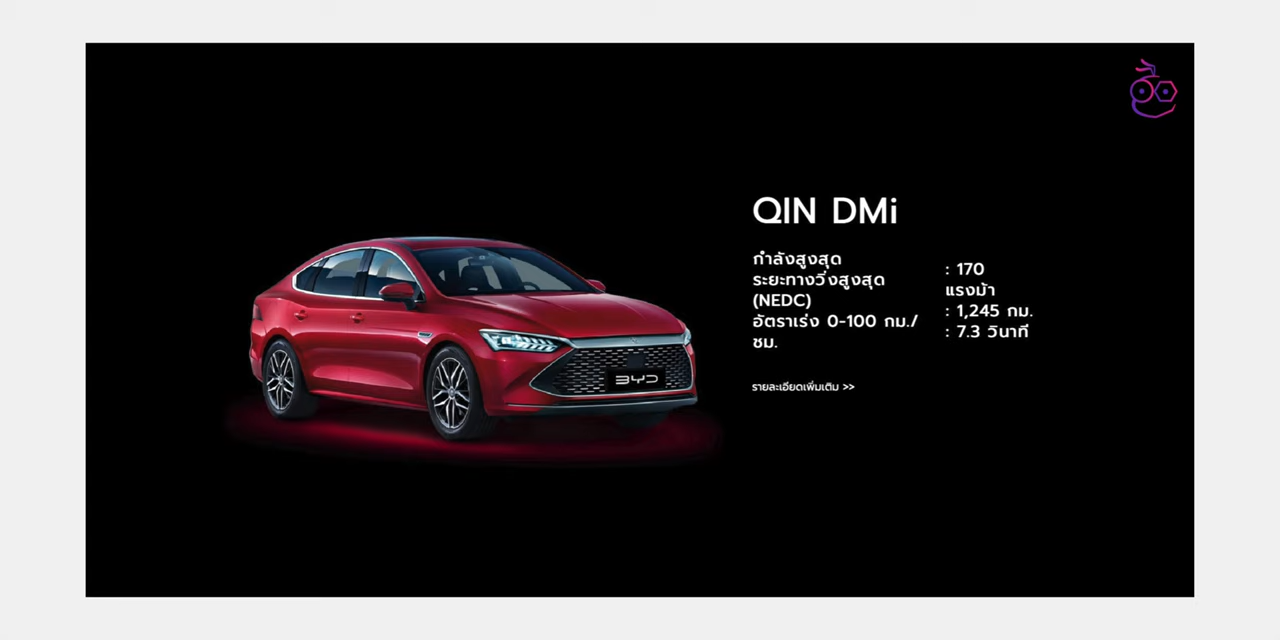 QIN DMi
กำลังสูงสุด
ระยะทางวิ่งสูงสุด
(NEDC)
อัตราเร่ง 0-100 กม./
ชม.
: 170
แรงม้า
: 1,245 กม.
: 7.3 วินาที
รายละเอียดเพิ่มเติม >>
BYD